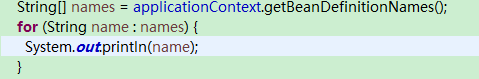 String[] names = applicationContext.getBeanDefinitionNames();
for (String name : names) {
System.out.println(name);
}